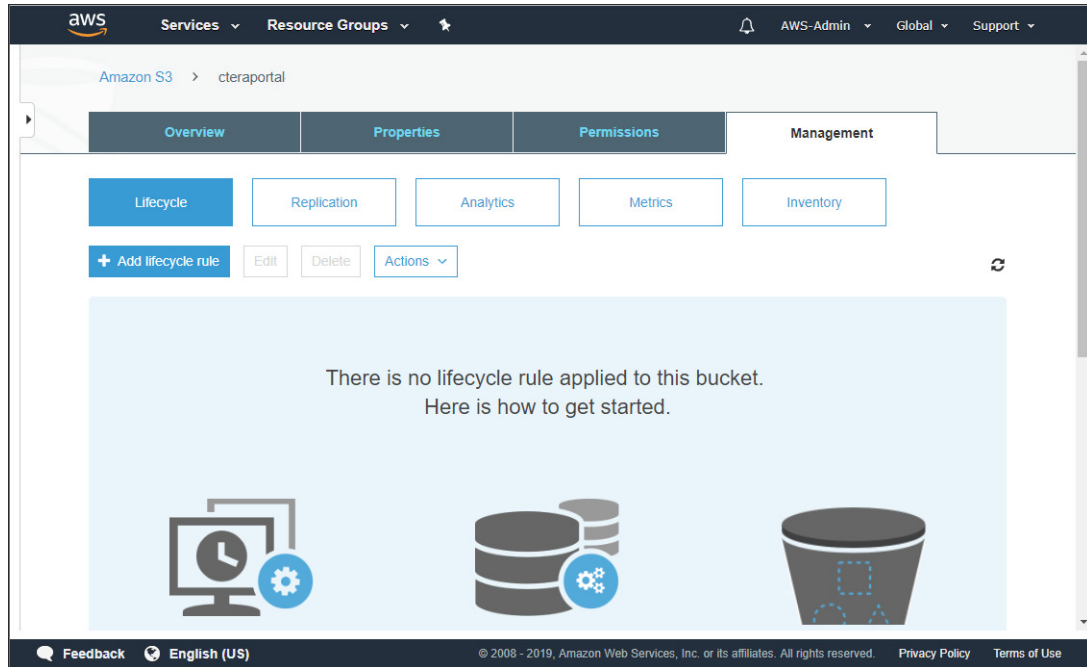 aws Services Resource Groups AWS-Admin Global Support
Amazon S3 > cteraportal
Overview Properties Permissions Management
Lifecycle Replication Analytics Metrics Inventory
+ Add lifecycle rule Edit Delete Actions
There is no lifecycle rule applied to this bucket.
Here is how to get started.
Feedback English (US) © 2008 - 2019, Amazon Web Services, Inc. or its affiliates. All rights reserved. Privacy Policy Terms of Use